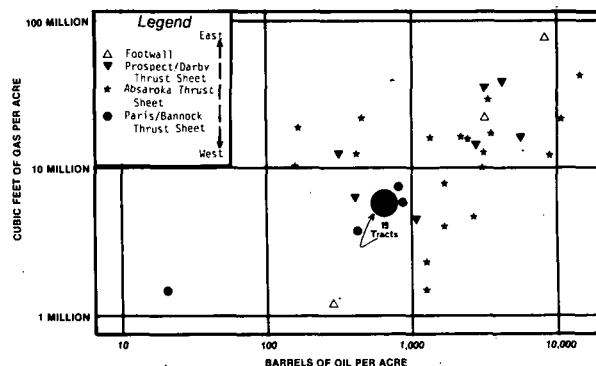 Legend
East
Footwall
Prospect/Darby
Thrust Sheet
Absaroka Thrust
Sheet
Paris/Bannock
Thrust Sheet
West
100 MILLION
10 MILLION
1 MILLION
CUBIC FEET OF GAS PER ACRE
19
Tracts
10
100
1,000
10,000
BARRELS OF OIL PER ACRE